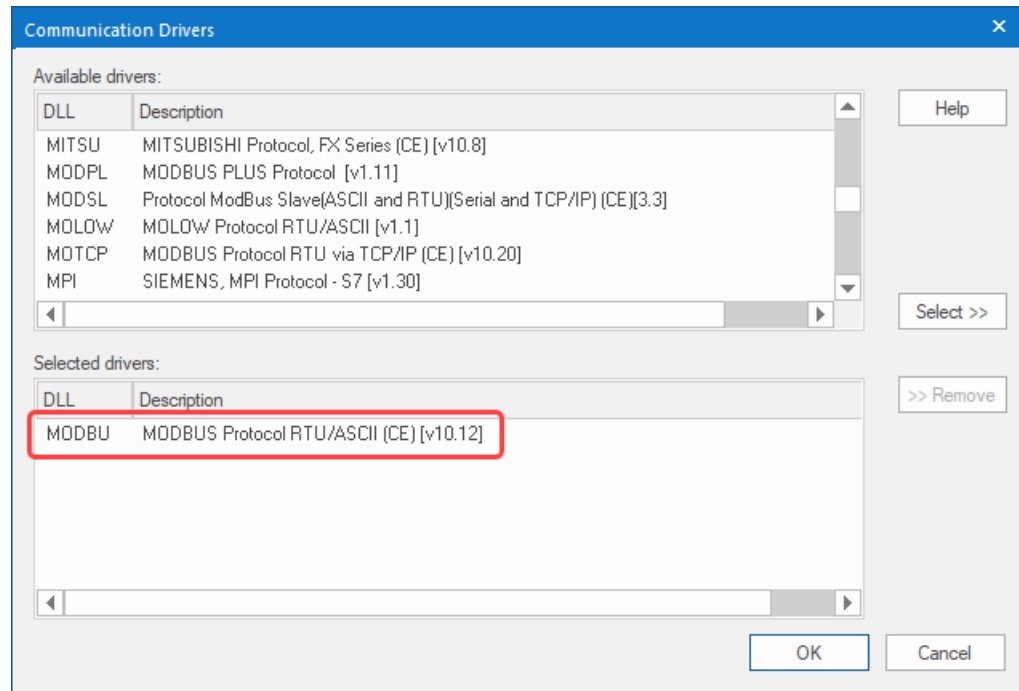 Communication Drivers
Available drivers:
Help
DLL Description
MITSU MITSUBISHI Protocol, FX Series (CE) [v10.8]
MODPL MODBUS PLUS Protocol [v1.11]
MODSL Protocol ModBus Slave(ASCII and RTU)(Serial and TCP/IP) (CE)[3.3]
MOLOW MOLOW Protocol RTU/ASCII [v1.1]
MOTCP MODBUS Protocol RTU via TCP/IP (CE) [v10.20]
MPI SIEMENS, MPI Protocol - S7 [v1.30]
Select >>
Selected drivers:
>> Remove
DLL Description
MODBU MODBUS Protocol RTU/ASCII (CE) [v10.12]
OK Cancel